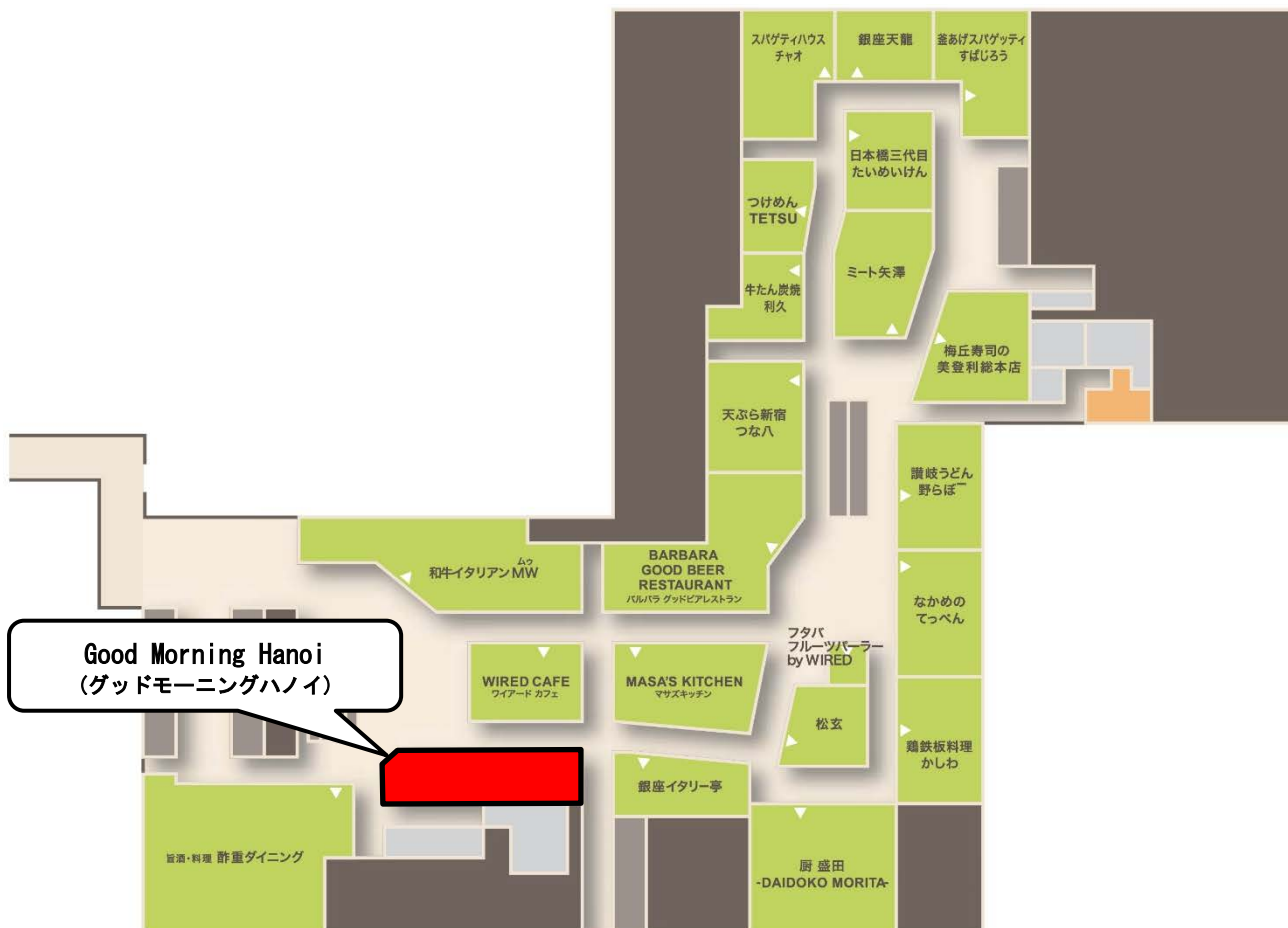 スパゲティハウス
チャオ
銀座天龍
釜あげスパゲッティ
すぱじろう
日本橋三代目
たいめいけん
つけめん
TETSU
ミート矢澤
牛たん炭焼
利久
梅丘寿司の
美登利総本店
天ぷら新宿
つな八
讃岐うどん
野らぼー
和牛イタリアン MW
ムゥ
BARBARA
GOOD BEER
RESTAURANT
バルバラ グッドビアレストラン
なかめの
てっぺん
フタバ
フルーツパーラー
by WIRED
Good Morning Hanoi
(グッドモーニングハノイ)
WIRED CAFE
ワイアード カフェ
MASA'S KITCHEN
マサズキッチン
松玄
鶏鉄板料理
かしわ
銀座イタリー亭
旨酒・料理 酢重ダイニング
厨 盛田
-DAIDOKO MORITA-